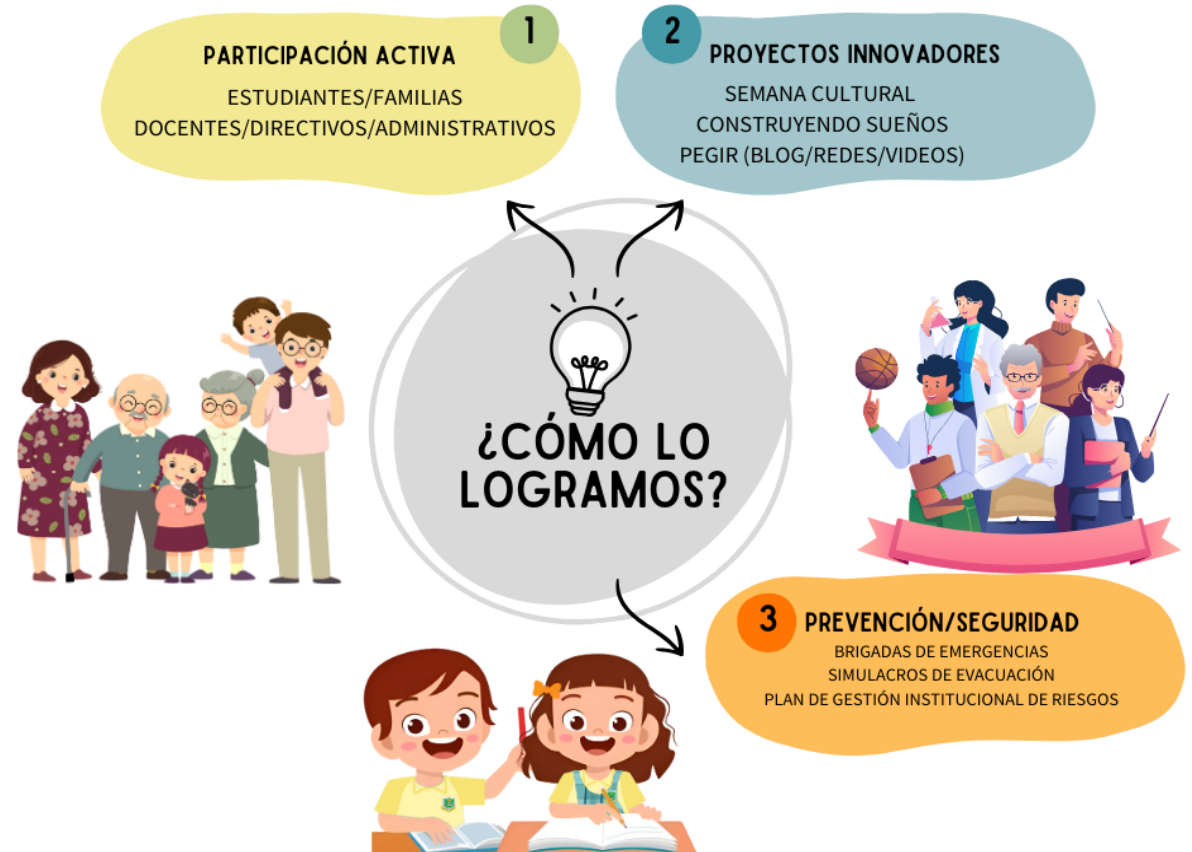 1
PARTICIPACIÓN ACTIVA
ESTUDIANTES/FAMILIAS
DOCENTES/DIRECTIVOS/ADMINISTRATIVOS
2
PROYECTOS INNOVADORES
SEMANA CULTURAL
CONSTRUYENDO SUEÑOS
PEGIR (BLOG/REDES/VIDEOS)
¿CÓMO LO
LOGRAMOS?
3
PREVENCIÓN/SEGURIDAD
BRIGADAS DE EMERGENCIAS
SIMULACROS DE EVACUACIÓN
PLAN DE GESTIÓN INSTITUCIONAL DE RIESGOS